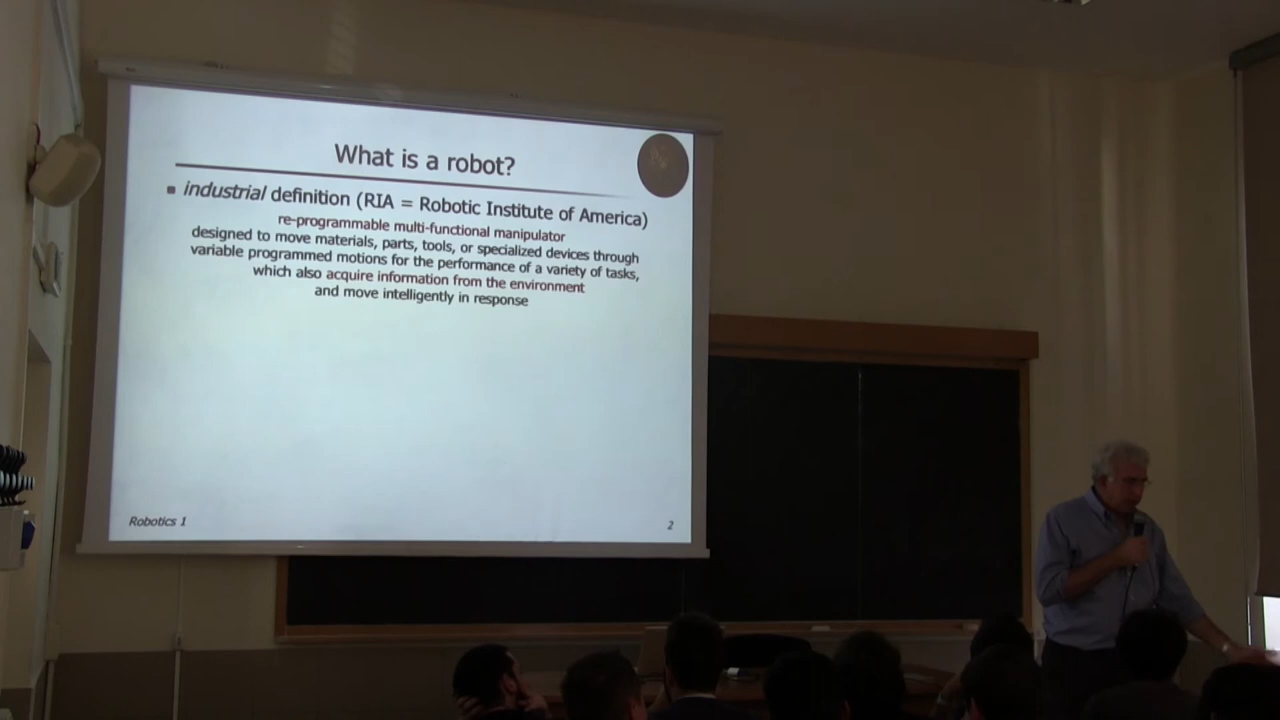 What is a robot?
industrial definition (RIA = Robotic Institute of America)
re-programmable multi-functional manipulator
designed to move materials, parts, tools, or specialized devices through
variable programmed motions for the performance of a variety of tasks,
which also acquire information from the environment
and move intelligently in response
Robotics 1
2